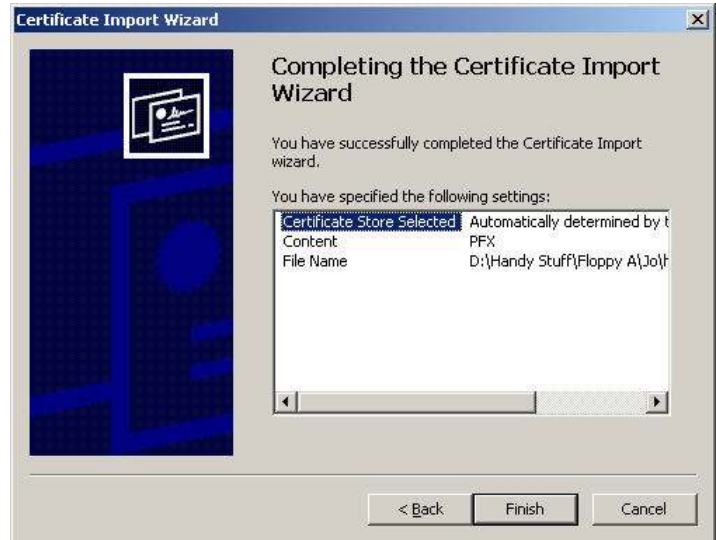 Certificate Import Wizard
Completing the Certificate Import
Wizard
You have successfully completed the Certificate Import
wizard.
You have specified the following settings:
Certificate Store Selected Automatically determined by t
Content PFX
File Name D:\Handy Stuff\Floppy A\Jo\h
< Back Finish Cancel